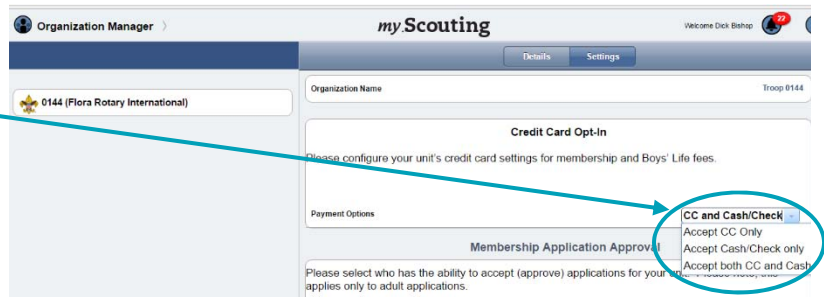 Organization Manager
my.Scouting
Welcome Dick Bishop
27
Details
Settings
0144 (Flora Rotary International)
Organization Name
Troop 0144
Credit Card Opt-In
Please configure your unit's credit card settings for membership and Boys' Life fees.
Payment Options
CC and Cash/Check
Accept CC Only
Accept Cash/Check only
Accept both CC and Cash
Membership Application Approval
Please select who has the ability to accept (approve) applications for your
applies only to adult applications.